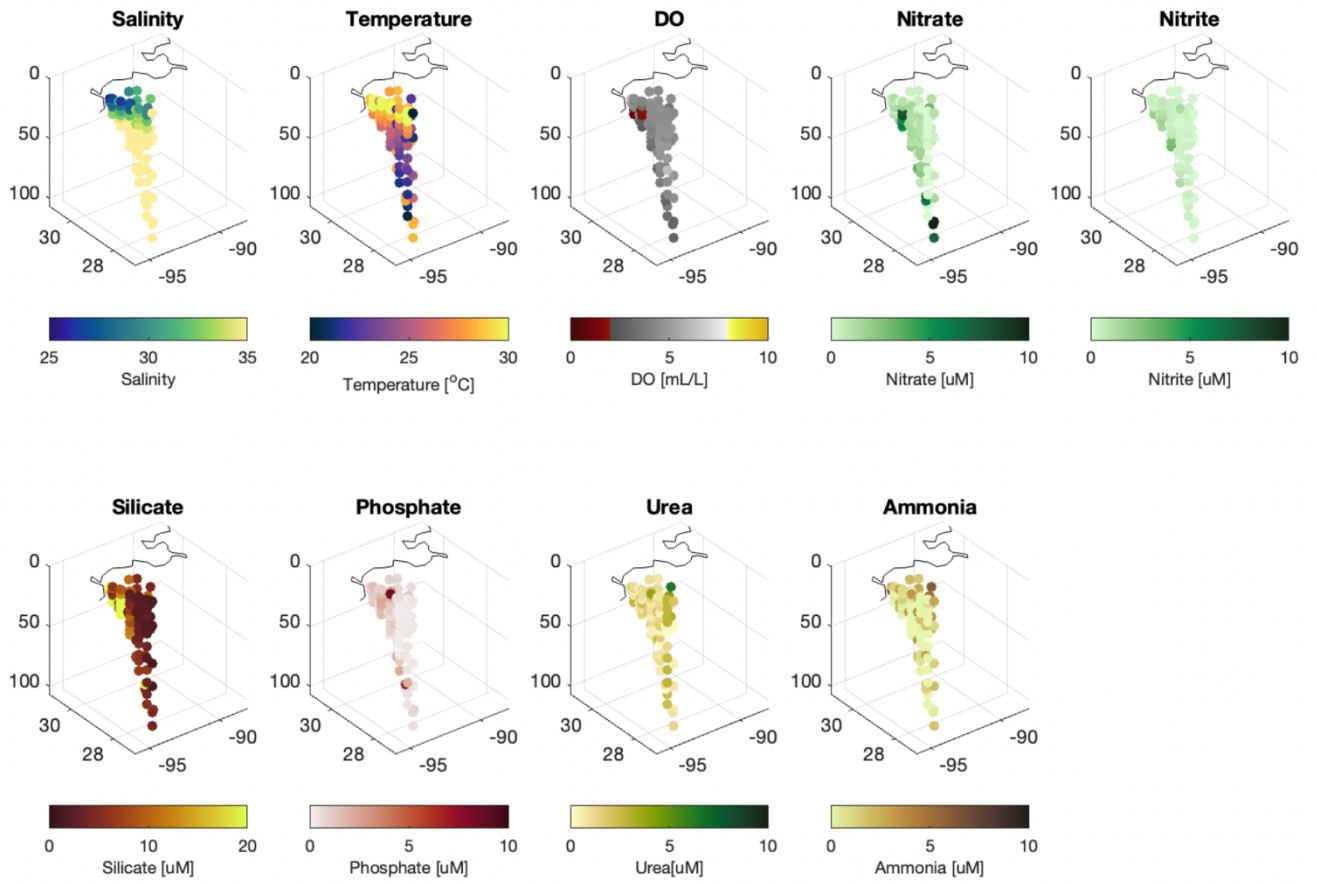 Salinity Temperature DO Nitrate Nitrite
0 0 0 0 0
50 50 50 50 50
100 100 100 100 100
30 30 30 30 30
28 28 28 28 28
-90 -90 -90 -90 -90
-95 -95 -95 -95 -95
25 30 35 20 25 30 0 5 10 0 5 10 0 5 10
Salinity Temperature [°C] DO [mL/L] Nitrate [uM] Nitrite [uM]
Silicate Phosphate Urea Ammonia
0 0 0 0
50 50 50 50
100 100 100 100
30 30 30 30
28 28 28 28
-90 -90 -90 -90
-95 -95 -95 -95
0 10 20 0 5 10 0 5 10 0 5 10
Silicate [uM] Phosphate [uM] Urea[uM] Ammonia [uM]